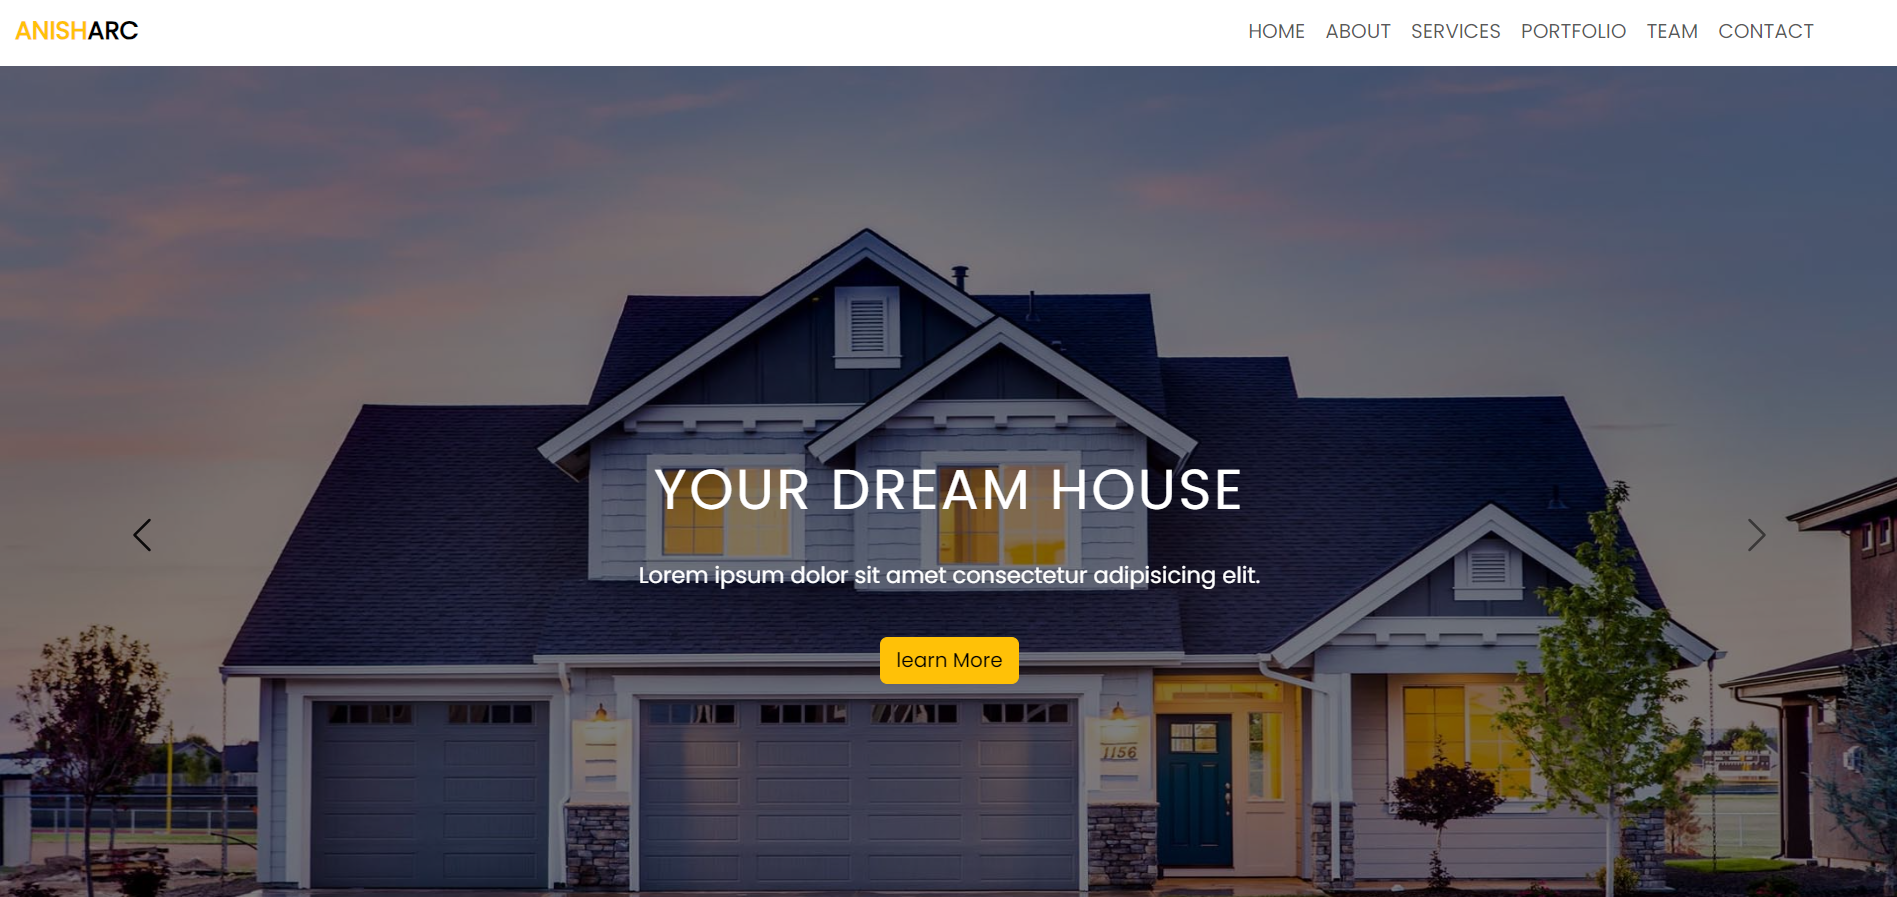 ANISHARC HOME ABOUT SERVICES PORTFOLIO TEAM CONTACT
YOUR DREAM HOUSE
Lorem ipsum dolor sit amet consectetur adipisicing elit.
learn More
1156